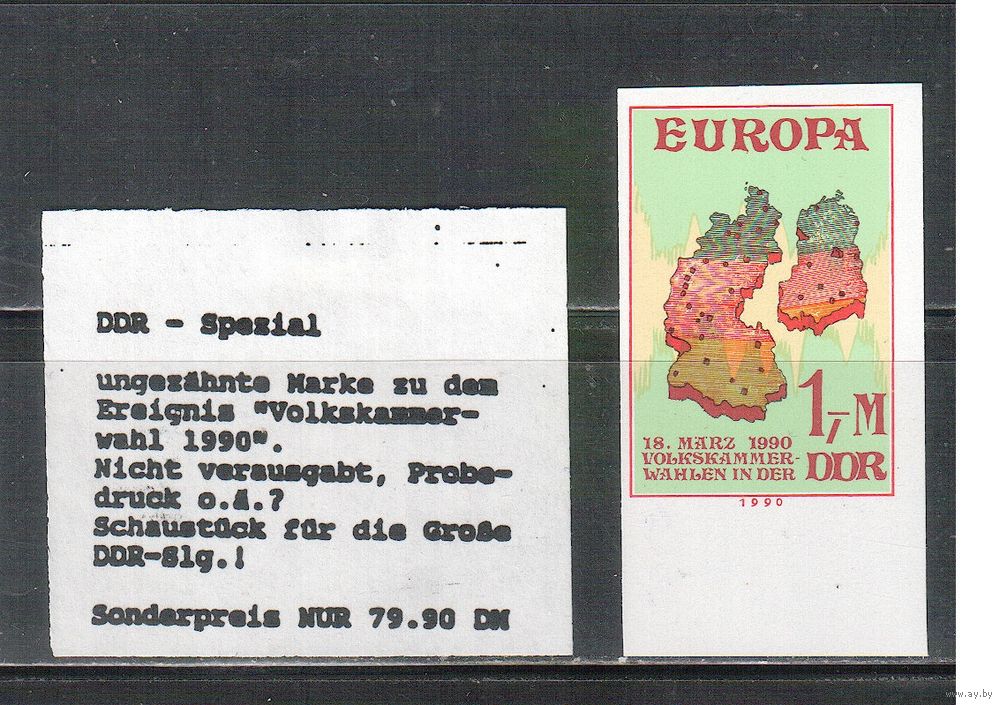 DDR - Spezial
ungezähnte Marke zu dem
Ereignis "Volkskammer-
wahl 1990".
Nicht verausgabt, Probe-
druck o.Ä.?
Schaustück für die Große
DDR-Slg.!
Sonderpreis NUR 79.90 DM
EUROPA
1,-M
18. MÄRZ 1990
VOLKSKAMMER-
WAHLEN IN DER
DDR
1990
www.ay.by